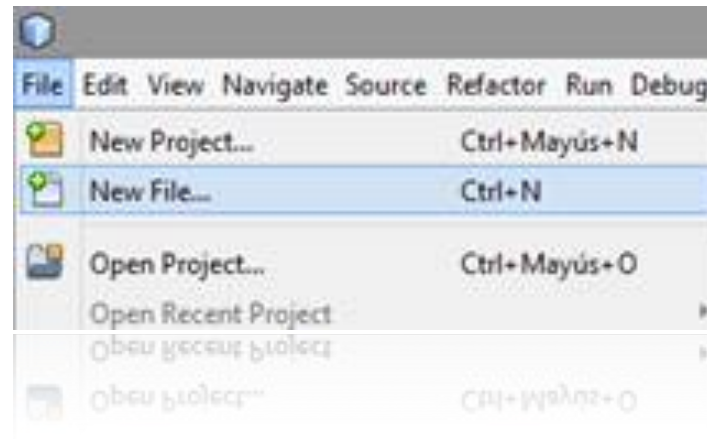 File Edit View Navigate Source Refactor Run Debug
New Project... Ctrl+Mayús+N
New File... Ctrl+N
Open Project... Ctrl+Mayús+O
Open Recent Project